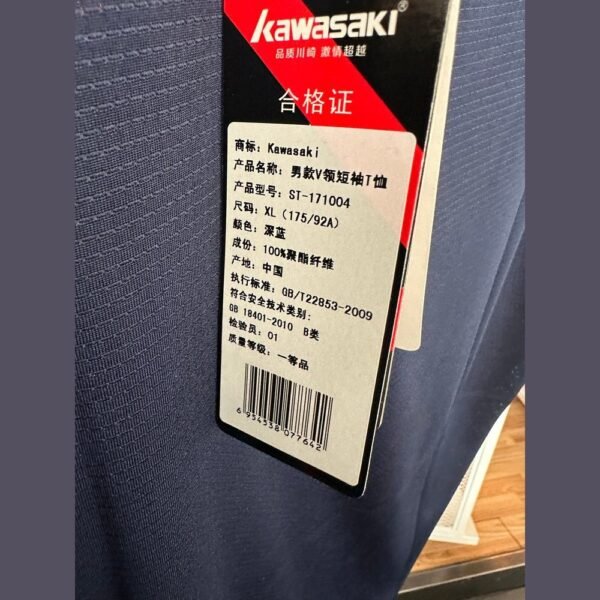 Kawasaki®
品质川崎 激情超越
合格证
商标：Kawasaki
产品名称：男款V领短袖T恤
产品型号：ST-171004
尺码：XL（175/92A）
颜色：深蓝
成份：100%聚酯纤维
产地：中国
执行标准：GB/T22853-2009
符合安全技术类别：
GB 18401-2010 B类
检验员：01
质量等级：一等品
6 934538 077642